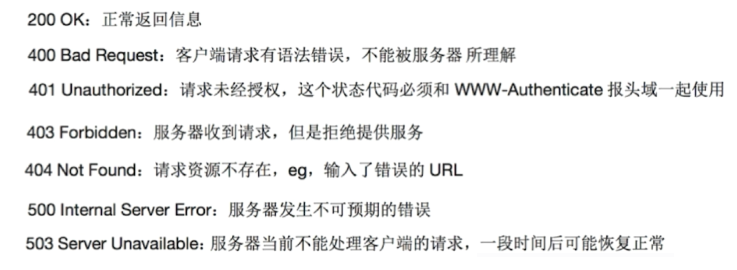 200 OK：正常返回信息
400 Bad Request：客户端请求有语法错误，不能被服务器 所理解
401 Unauthorized：请求未经授权，这个状态代码必须和 WWW-Authenticate 报头域一起使用
403 Forbidden：服务器收到请求，但是拒绝提供服务
404 Not Found：请求资源不存在，eg，输入了错误的 URL
500 Internal Server Error：服务器发生不可预期的错误
503 Server Unavailable：服务器当前不能处理客户端的请求，一段时间后可能恢复正常